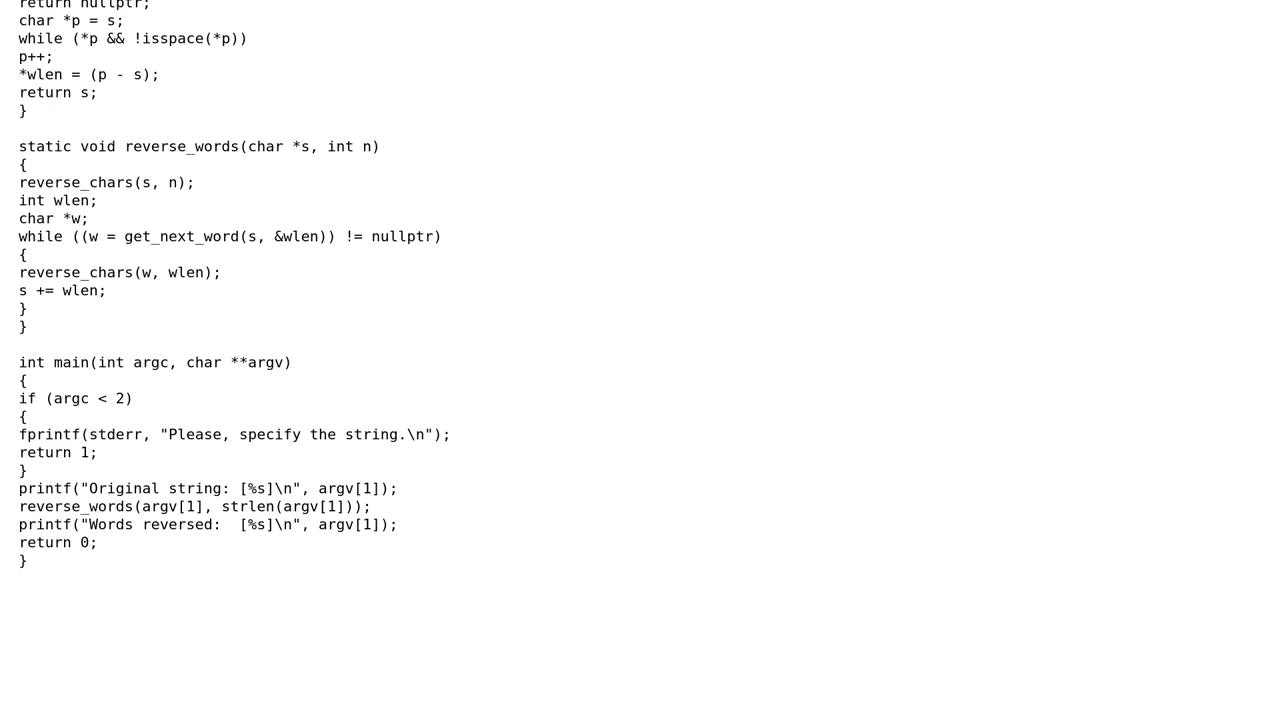 return nullptr;
char *p = s;
while (*p && !isspace(*p))
p++;
*wlen = (p - s);
return s;
}

static void reverse_words(char *s, int n)
{
reverse_chars(s, n);
int wlen;
char *w;
while ((w = get_next_word(s, &wlen)) != nullptr)
{
reverse_chars(w, wlen);
s += wlen;
}
}

int main(int argc, char **argv)
{
if (argc < 2)
{
fprintf(stderr, "Please, specify the string.\n");
return 1;
}
printf("Original string: [%s]\n", argv[1]);
reverse_words(argv[1], strlen(argv[1]));
printf("Words reversed:  [%s]\n", argv[1]);
return 0;
}